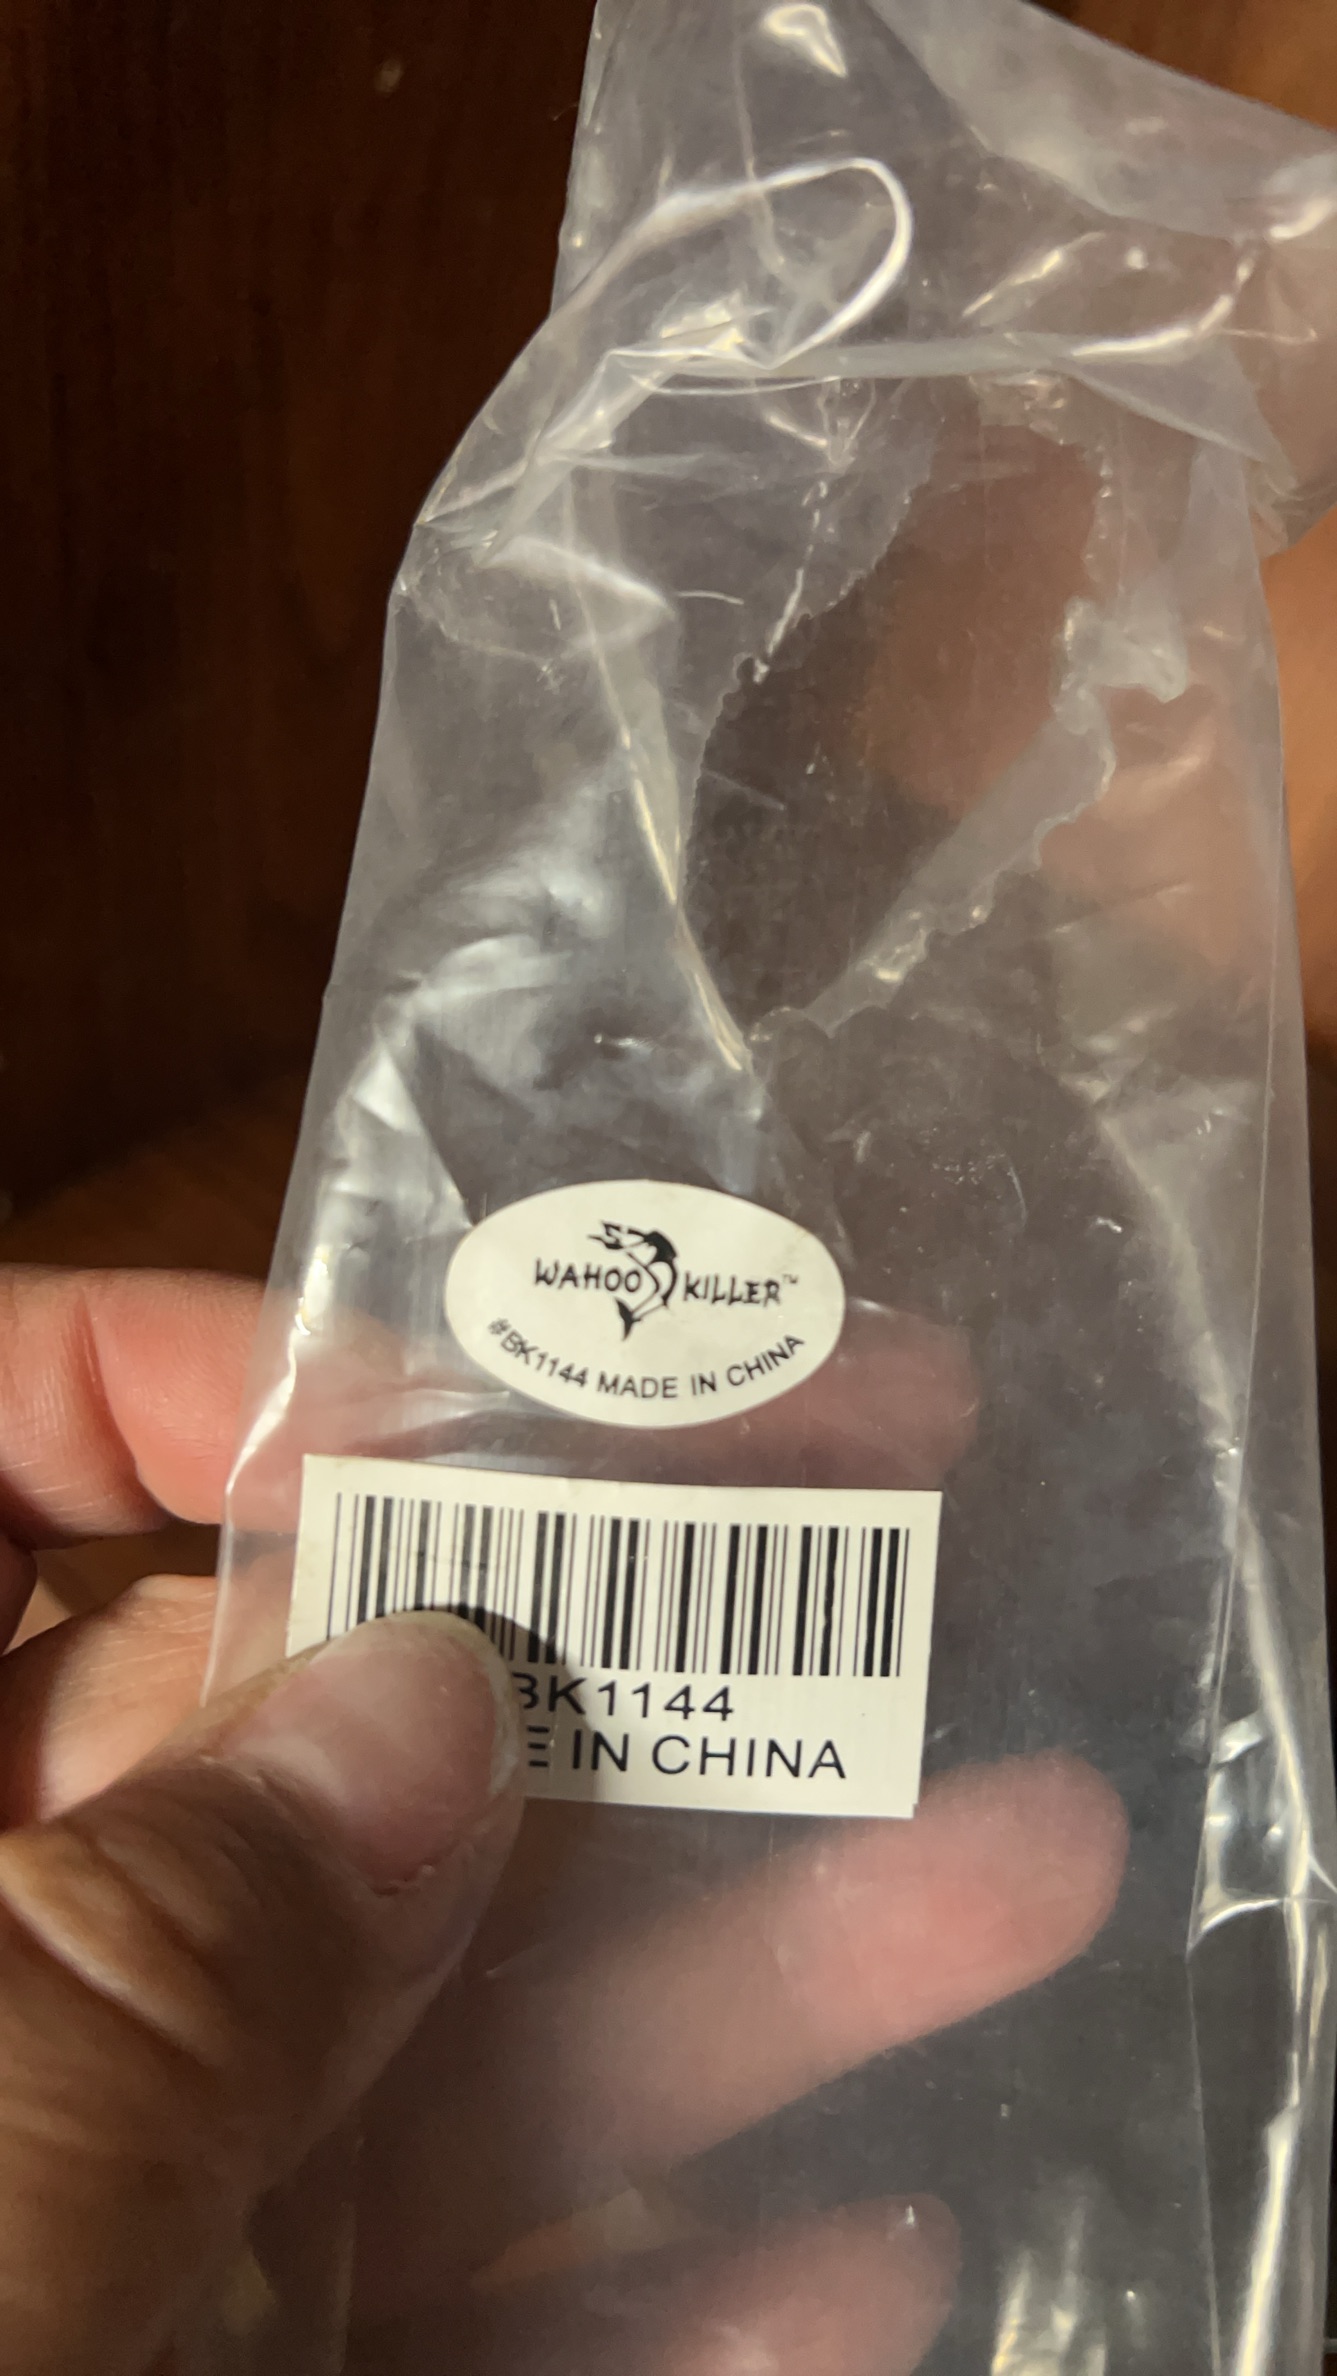 WAHOO KILLER™
#BK1144 MADE IN CHINA
BK1144
IN CHINA